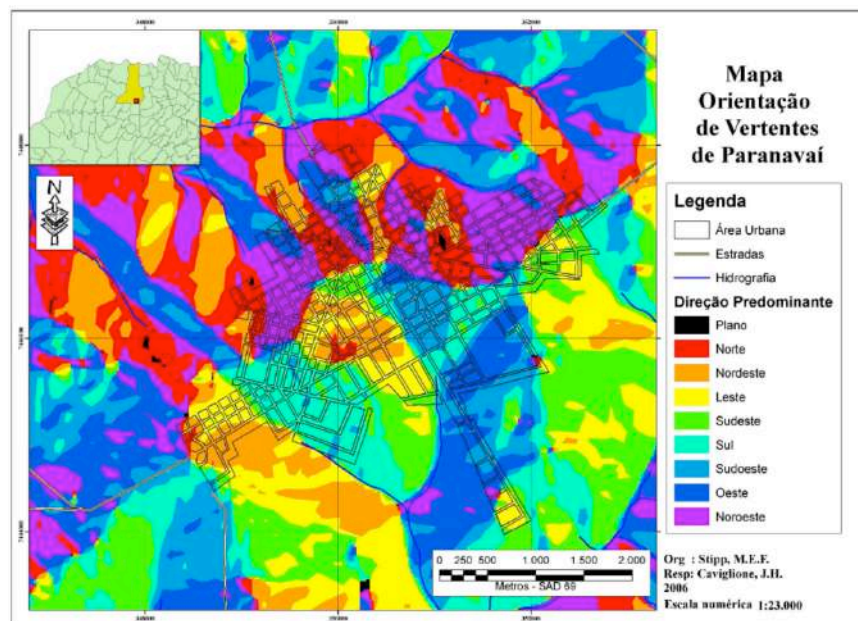 Mapa
Orientação
de Vertentes
de Paranavaí
N
Legenda
Área Urbana
Estradas
Hidrografia
Direção Predominante
Plano
Norte
Nordeste
Leste
Sudeste
Sul
Sudoeste
Oeste
Noroeste
0 250 500 1.000 1.500 2.000
Metros - SAD 69
Org : Stipp, M.E.F.
Resp: Caviglione, J.H.
2006
Escala numérica 1:23.000